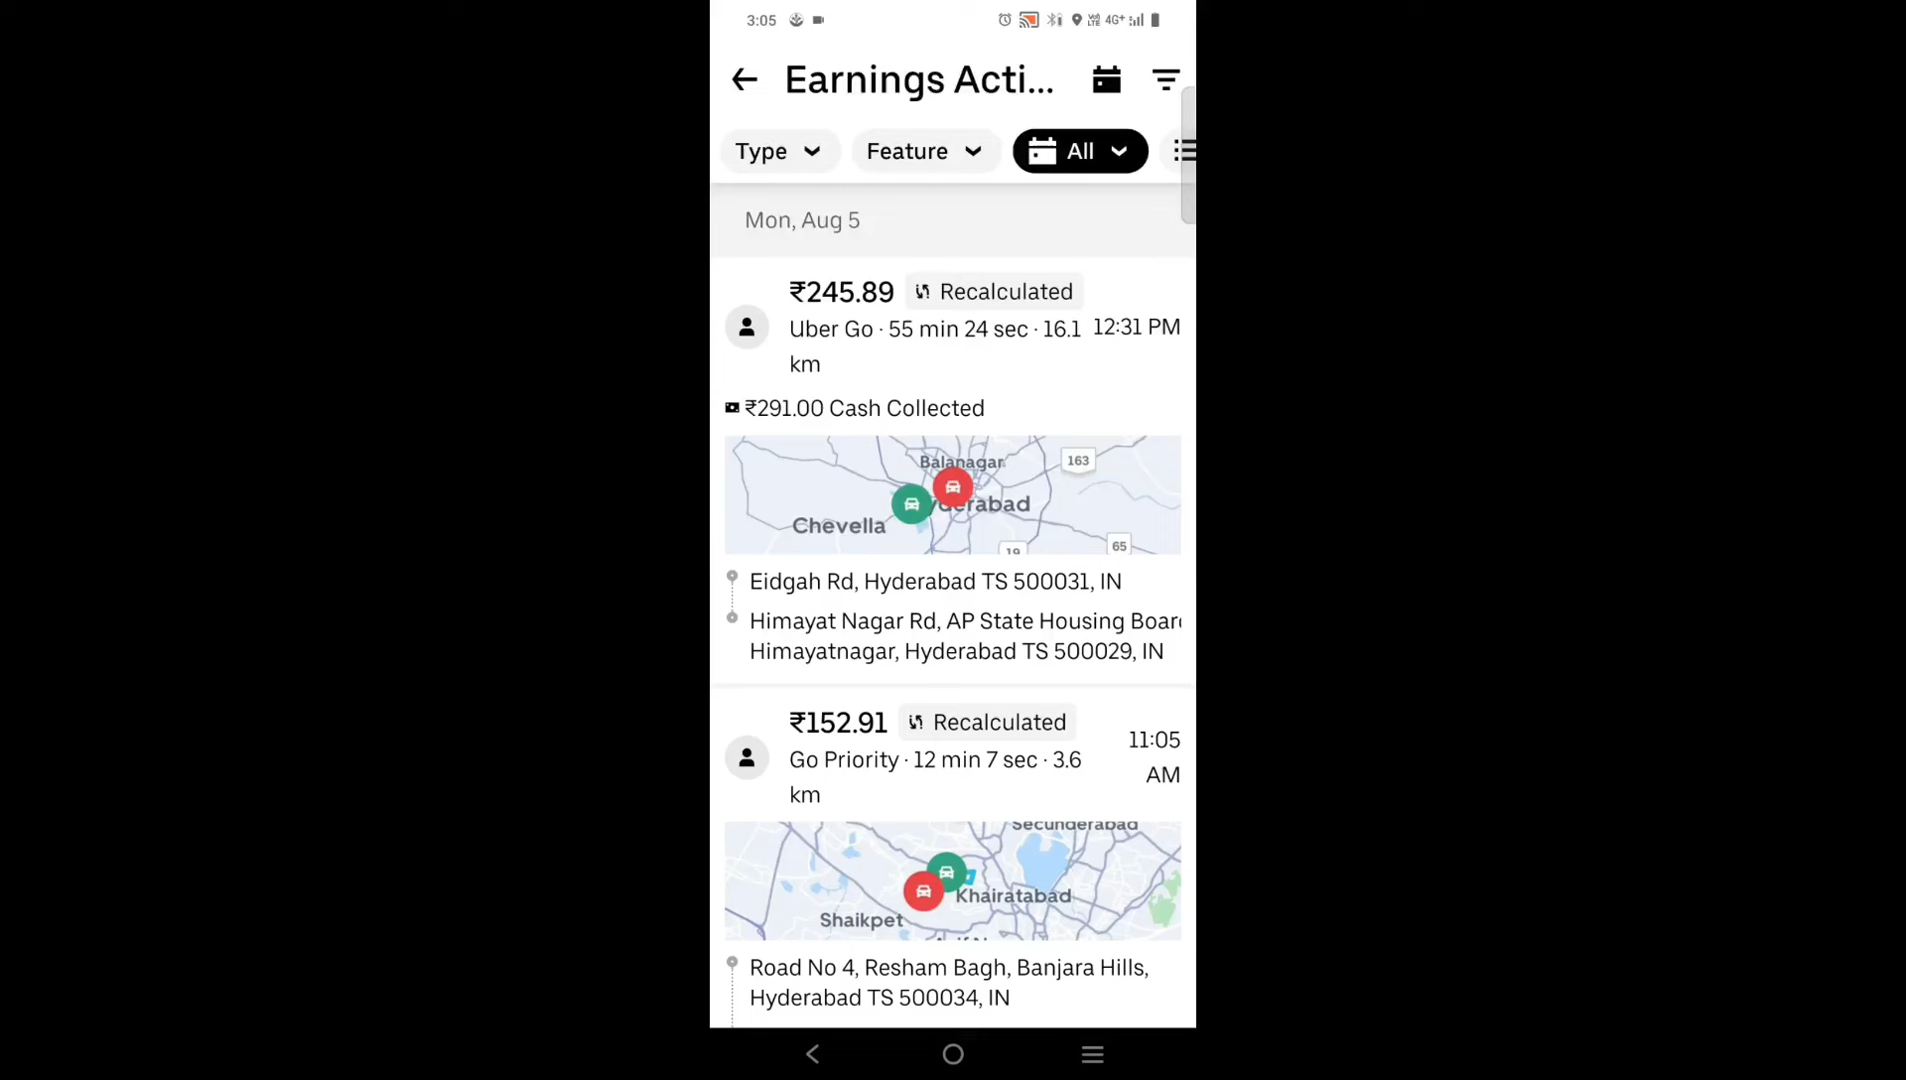 3:05 VoLTE 4G+
Earnings Acti...
Type Feature All
Mon, Aug 5
₹245.89 Recalculated
Uber Go · 55 min 24 sec · 16.1 12:31 PM
km
₹291.00 Cash Collected
Balanagar
163
yderabad
Chevella
65
19
Eidgah Rd, Hyderabad TS 500031, IN
Himayat Nagar Rd, AP State Housing Board
Himayatnagar, Hyderabad TS 500029, IN
₹152.91 Recalculated
11:05
Go Priority · 12 min 7 sec · 3.6
AM
km
Secunderabad
Khairatabad
Shaikpet
Road No 4, Resham Bagh, Banjara Hills,
Hyderabad TS 500034, IN